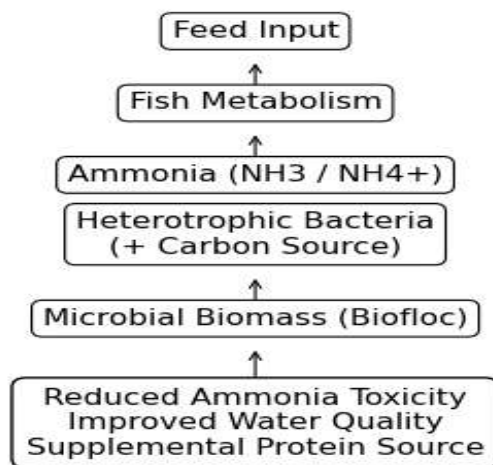 Feed Input
Fish Metabolism
Ammonia (NH3 / NH4+)
Heterotrophic Bacteria
(+ Carbon Source)
Microbial Biomass (Biofloc)
Reduced Ammonia Toxicity
Improved Water Quality
Supplemental Protein Source